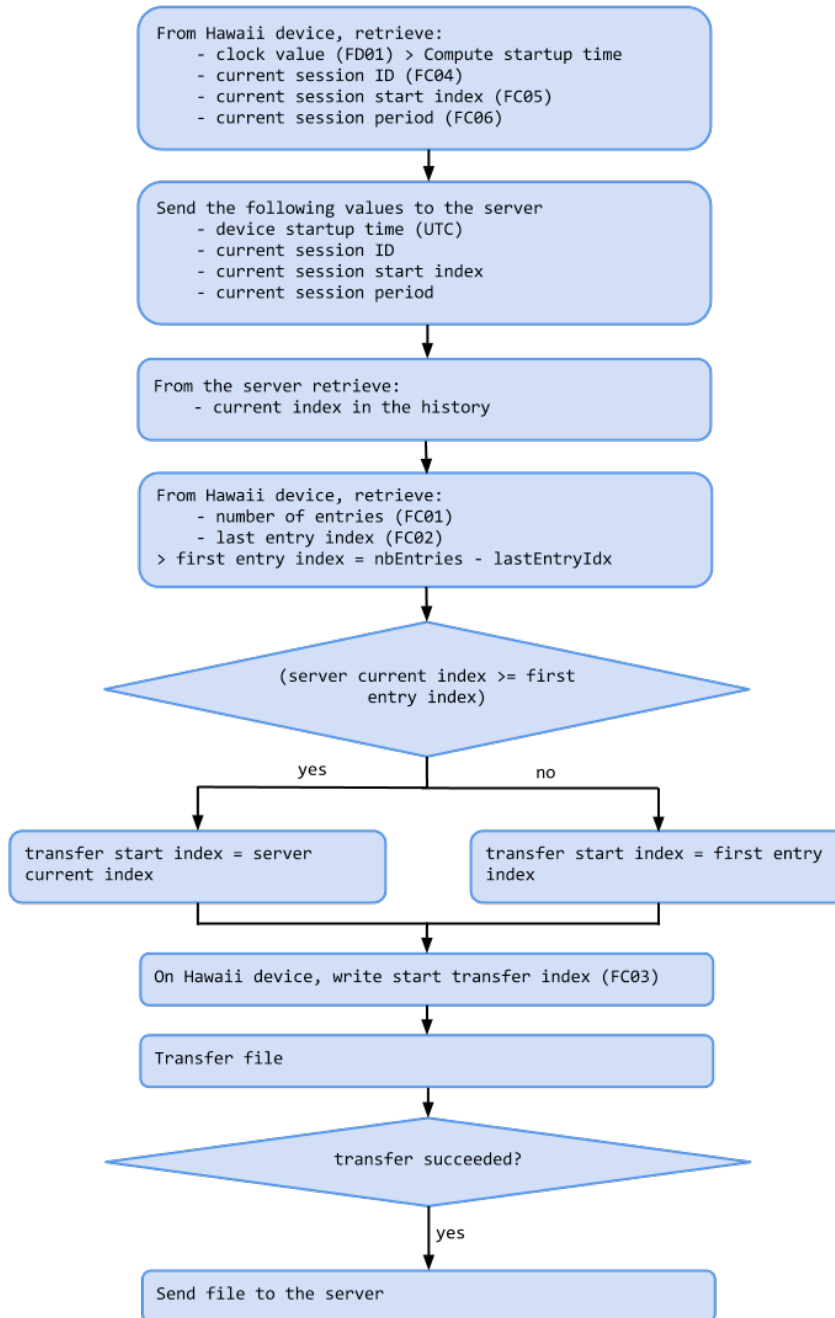 From Hawaii device, retrieve:
- clock value (FD01) > Compute startup time
- current session ID (FC04)
- current session start index (FC05)
- current session period (FC06)
Send the following values to the server
- device startup time (UTC)
- current session ID
- current session start index
- current session period
From the server retrieve:
- current index in the history
From Hawaii device, retrieve:
- number of entries (FC01)
- last entry index (FC02)
> first entry index = nbEntries - lastEntryIdx
(server current index >= first
entry index)
yes
no
transfer start index = server
current index
transfer start index = first entry
index
On Hawaii device, write start transfer index (FC03)
Transfer file
transfer succeeded?
yes
Send file to the server